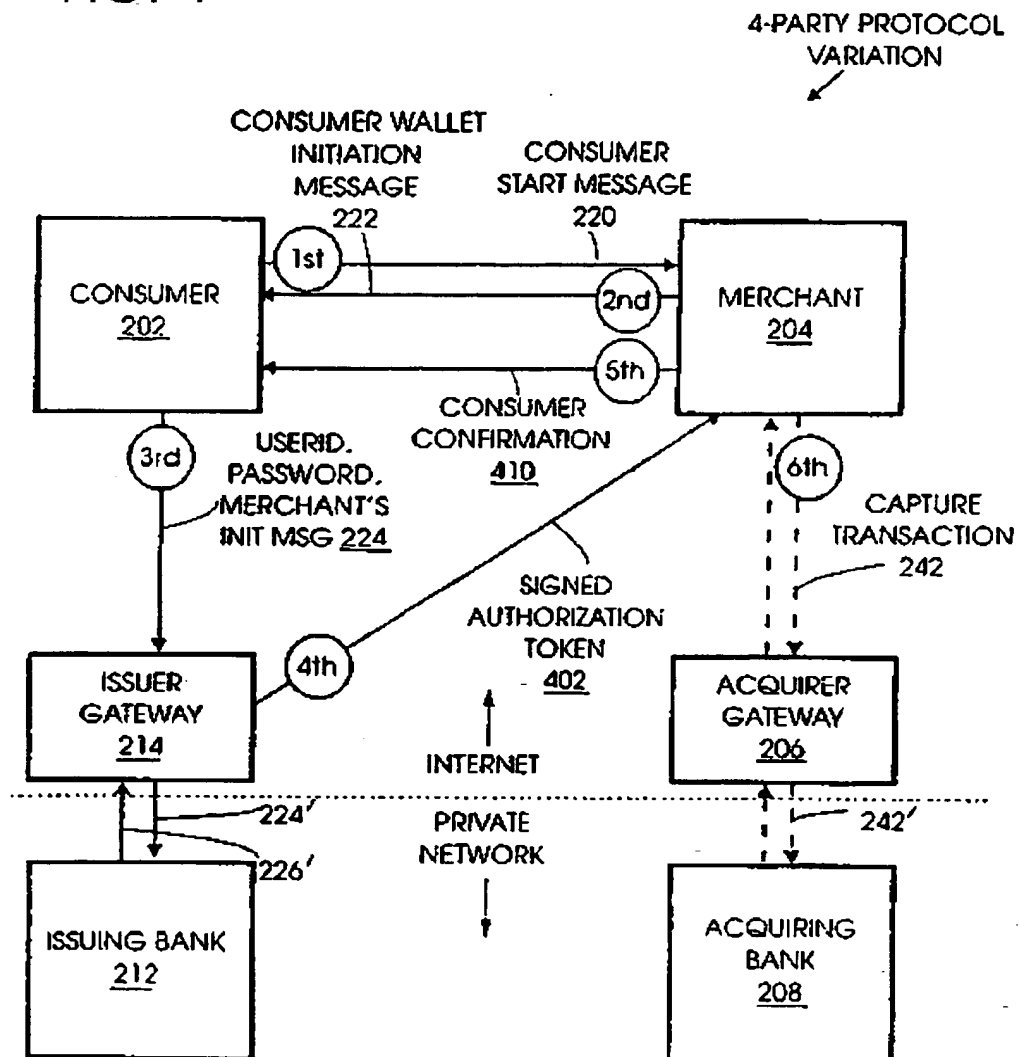 4-PARTY PROTOCOL
VARIATION
CONSUMER WALLET
INITIATION
MESSAGE
222
CONSUMER
START MESSAGE
220
1st
2nd
5th
CONSUMER
202
MERCHANT
204
CONSUMER
CONFIRMATION
410
3rd
USERID.
PASSWORD.
MERCHANT'S
INIT MSG 224
6th
CAPTURE
TRANSACTION
242
SIGNED
AUTHORIZATION
TOKEN
402
4th
ISSUER
GATEWAY
214
ACQUIRER
GATEWAY
206
INTERNET
224'
PRIVATE
NETWORK
242'
226'
ISSUING BANK
212
ACQUIRING
BANK
208